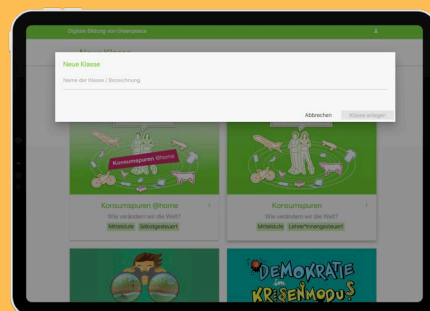 Digitale Bildung von Greenpeace
Neue Klasse
Neue Klasse
Name der Klasse / Bezeichnung
Abbrechen
Klasse anlegen
Konsumspuren @home
Konsumspuren @home
Wie verändern wir die Welt?
Mittelstufe Selbstgesteuert
Konsumspuren
Wie verändern wir die Welt?
Mittelstufe Lehrer*innengesteuert
DEMOKRATIE
im
KRISENMODUS